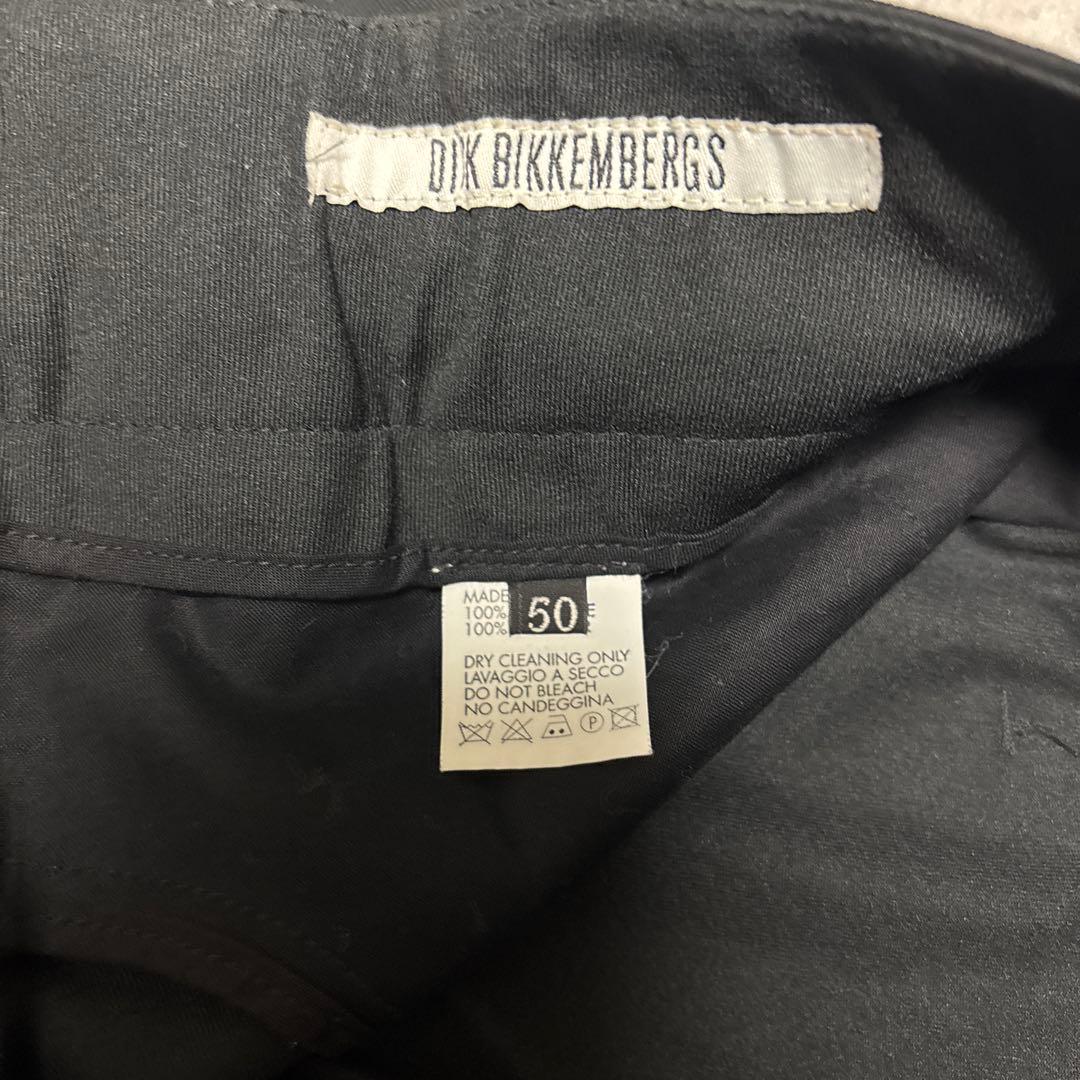 DIRK BIKKEMBERGS
MADE
100%
50
E
100%
DRY CLEANING ONLY
LAVAGGIO A SECCO
DO NOT BLEACH
NO CANDEGGINA
P